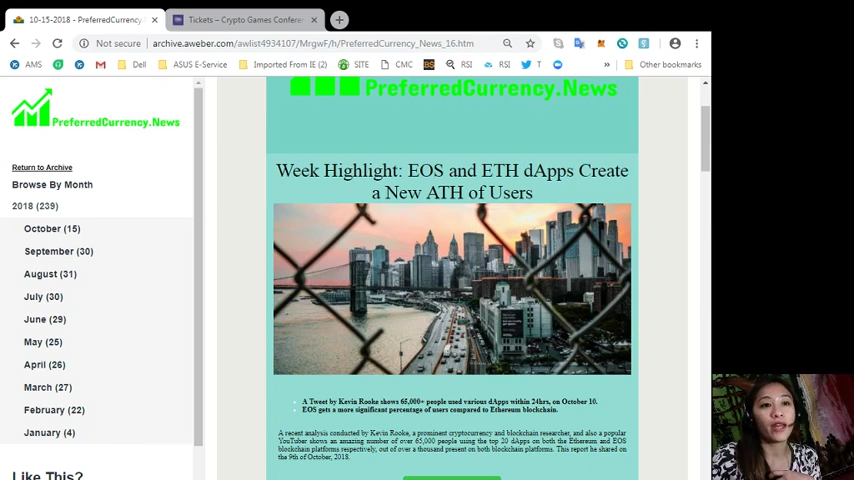 10-15-2018 - PreferredCurrency.
Tickets – Crypto Games Conferen
Not secure
archive.aweber.com/awlist4934107/MrgwF/h/PreferredCurrency_News_16.htm
AMS
Dell
ASUS E-Service
Imported From IE (2)
SITE
CMC
BS
RSI
RSI
T
»
Other bookmarks
PreferredCurrency.News
Return to Archive
Browse By Month
2018 (239)
October (15)
September (30)
August (31)
July (30)
June (29)
May (25)
April (26)
March (27)
February (22)
January (4)
Like This?
PreferredCurrency.News
Week Highlight: EOS and ETH dApps Create
a New ATH of Users
A Tweet by Kevin Rooke shows 65,000+ people used various dApps within 24hrs, on October 10.
EOS gets a more significant percentage of users compared to Ethereum blockchain.
A recent analysis conducted by Kevin Rooke, a prominent cryptocurrency and blockchain researcher, and also a popular
YouTuber shows an amazing number of over 65,000 people using the top 20 dApps on both the Ethereum and EOS
blockchain platforms respectively, out of over a thousand present on both blockchain platforms. This report he shared on
the 9th of October, 2018.